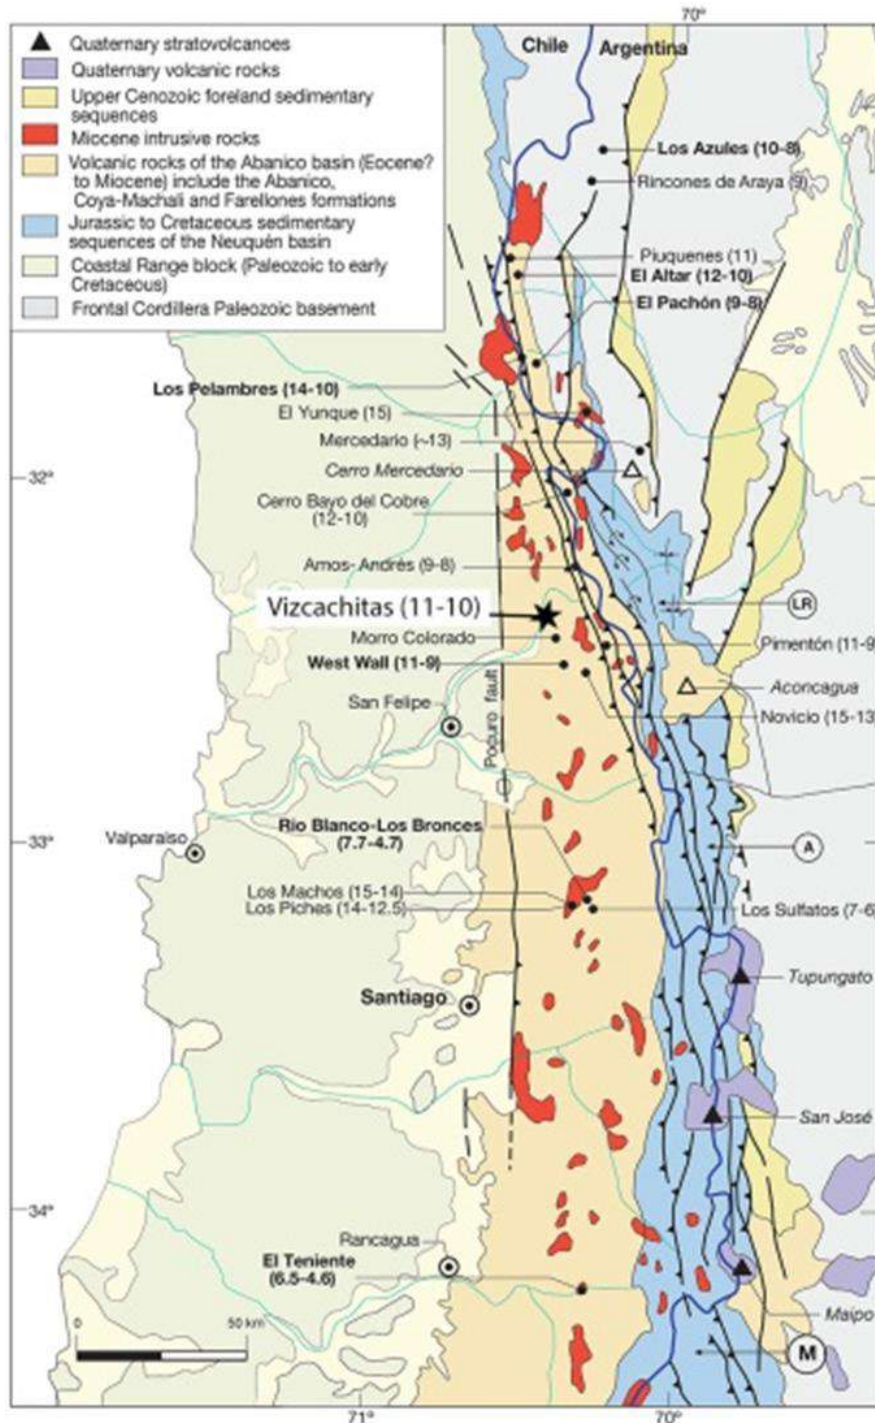 70º
Chile
Argentina
Quaternary stratovolcanoes
Quaternary volcanic rocks
Upper Cenozoic foreland sedimentary
sequences
Miocene intrusive rocks
Volcanic rocks of the Abanico basin (Eocene?
to Miocene) include the Abanico,
Coya-Machali and Farellones formations
Jurassic to Cretaceous sedimentary
sequences of the Neuquén basin
Coastal Range block (Paleozoic to early
Cretaceous)
Frontal Cordillera Paleozoic basement
Los Azules (10-8)
Rincones de Araya (9)
Piuquenes (11)
El Altar (12-10)
El Pachón (9-8)
Los Pelambres (14-10)
El Yunque (15)
Mercedario (~13)
Cerro Mercedario
32º
Cerro Bayo del Cobre
(12-10)
Amos-Andrés (9-8)
Vizcachitas (11-10)
LR
Morro Colorado
Pimentón (11-9
West Wall (11-9)
Aconcagua
San Felipe
Pocuro fault
Novicio (15-13)
Rio Blanco-Los Bronces
(7.7-4.7)
33º
Valparaiso
A
Los Machos (15-14)
Los Piches (14-12.5)
Los Sulfatos (7-6)
Tupungato
Santiago
San José
34º
Rancagua
El Teniente
(6.5-4.6)
Maipo
0
50 km
M
71º
70º